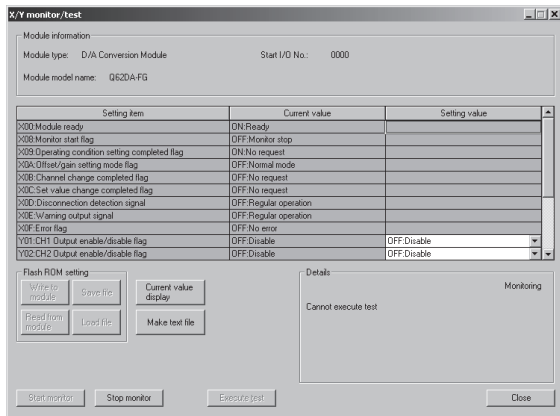 X/Y monitor/test
Module information
Module type: D/A Conversion Module Start I/O No.: 0000
Module model name: Q62DA-FG
Setting item Current value Setting value
X00:Module ready ON:Ready
X08:Monitor start flag OFF:Monitor stop
X09:Operating condition setting completed flag ON:No request
X0A:Offset/gain setting mode flag OFF:Normal mode
X0B:Channel change completed flag OFF:No request
X0C:Set value change completed flag OFF:No request
X0D:Disconnection detection signal OFF:Regular operation
X0E:Warning output signal OFF:Regular operation
X0F:Error flag OFF:No error
Y01:CH1 Output enable/disable flag OFF:Disable OFF:Disable
Y02:CH2 Output enable/disable flag OFF:Disable OFF:Disable
Flash ROM setting
Write to module
Save file
Read from module
Load file
Current value display
Make text file
Details
Monitoring
Cannot execute test
Start monitor
Stop monitor
Execute test
Close